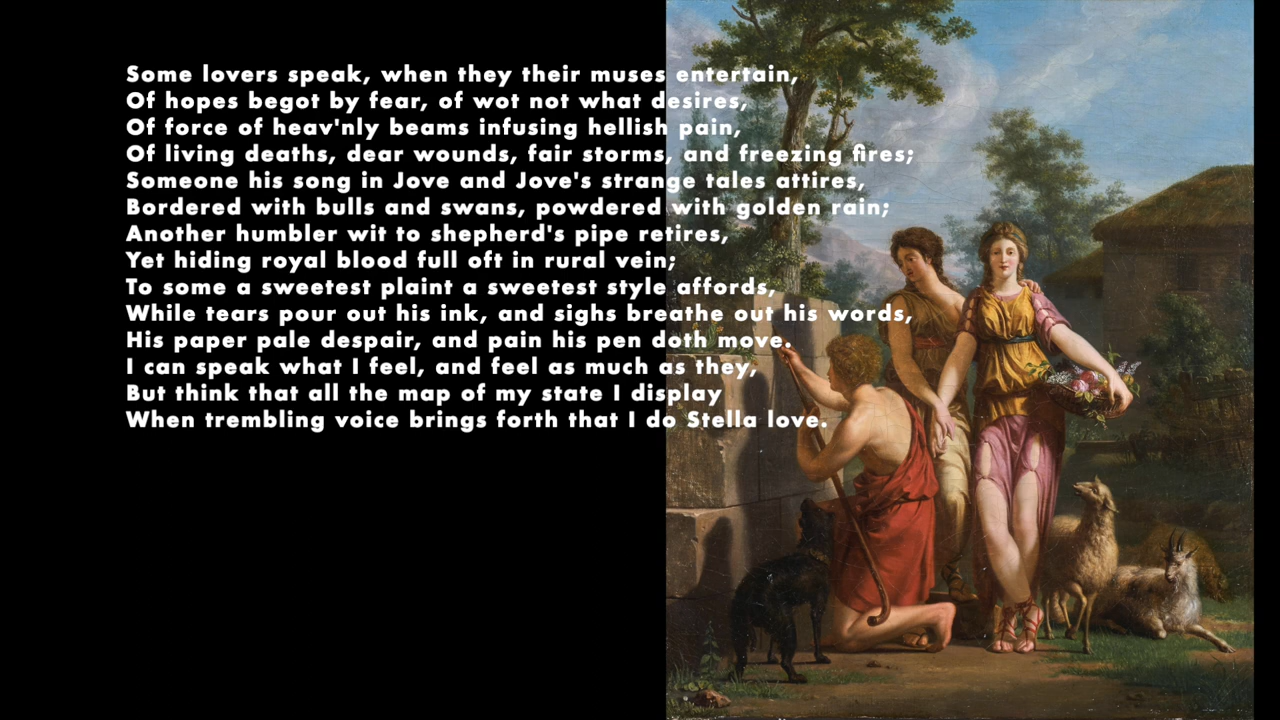 Some lovers speak, when they their muses entertain,
Of hopes begot by fear, of wot not what desires,
Of force of heav'nly beams infusing hellish pain,
Of living deaths, dear wounds, fair storms, and freezing fires;
Someone his song in Jove and Jove's strange tales attires,
Bordered with bulls and swans, powdered with golden rain;
Another humbler wit to shepherd's pipe retires,
Yet hiding royal blood full oft in rural vein;
To some a sweetest plaint a sweetest style affords,
While tears pour out his ink, and sighs breathe out his words,
His paper pale despair, and pain his pen doth move.
I can speak what I feel, and feel as much as they,
But think that all the map of my state I display
When trembling voice brings forth that I do Stella love.